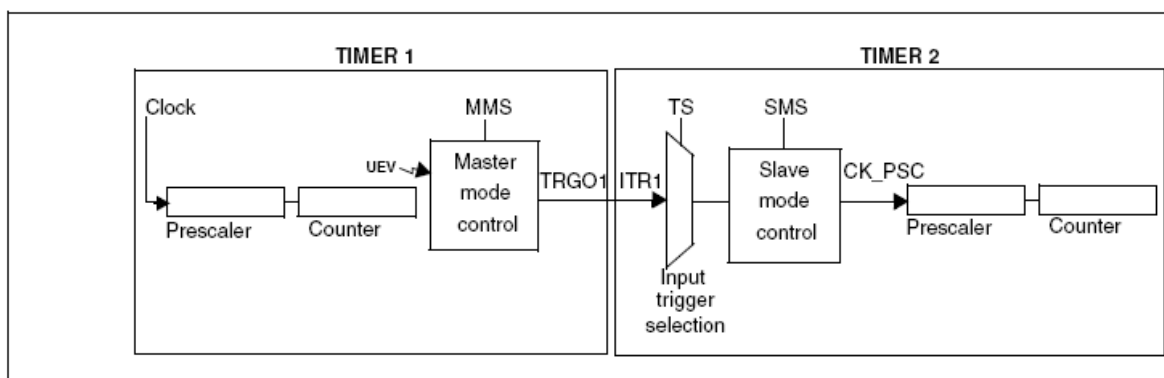 TIMER 1
TIMER 2
Clock
MMS
TS
SMS
UEV
Master
mode
control
TRGO1
ITR1
Slave
mode
control
CK_PSC
Prescaler
Counter
Prescaler
Counter
Input
trigger
selection